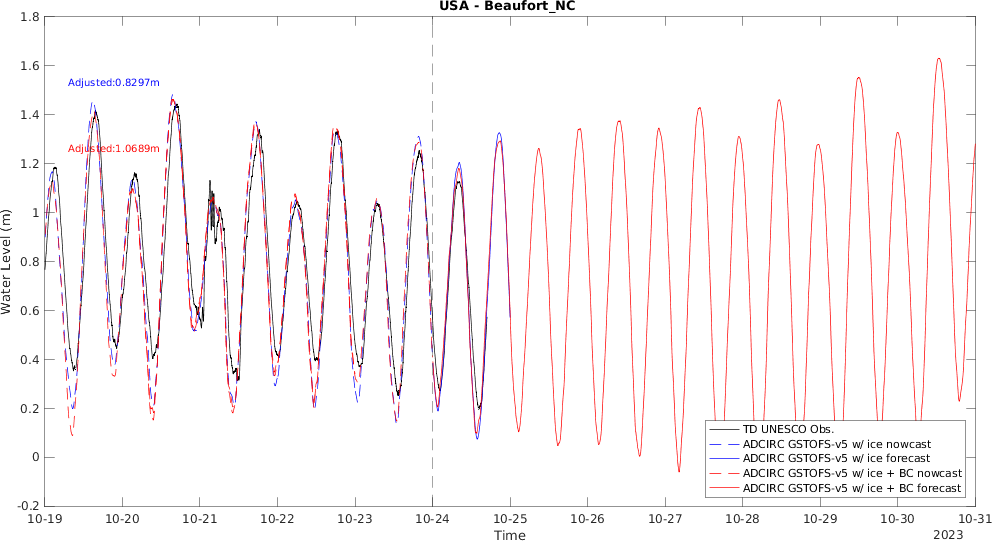 USA - Beaufort_NC
1.8
1.6
1.4
1.2
1
0.8
0.6
0.4
0.2
0
-0.2
Water Level (m)
Adjusted:0.8297m
Adjusted:1.0689m
TD UNESCO Obs.
ADCIRC GSTOFS-v5 w/ ice nowcast
ADCIRC GSTOFS-v5 w/ ice forecast
ADCIRC GSTOFS-v5 w/ ice + BC nowcast
ADCIRC GSTOFS-v5 w/ ice + BC forecast
10-19 10-20 10-21 10-22 10-23 10-24 10-25 10-26 10-27 10-28 10-29 10-30 10-31
Time
2023